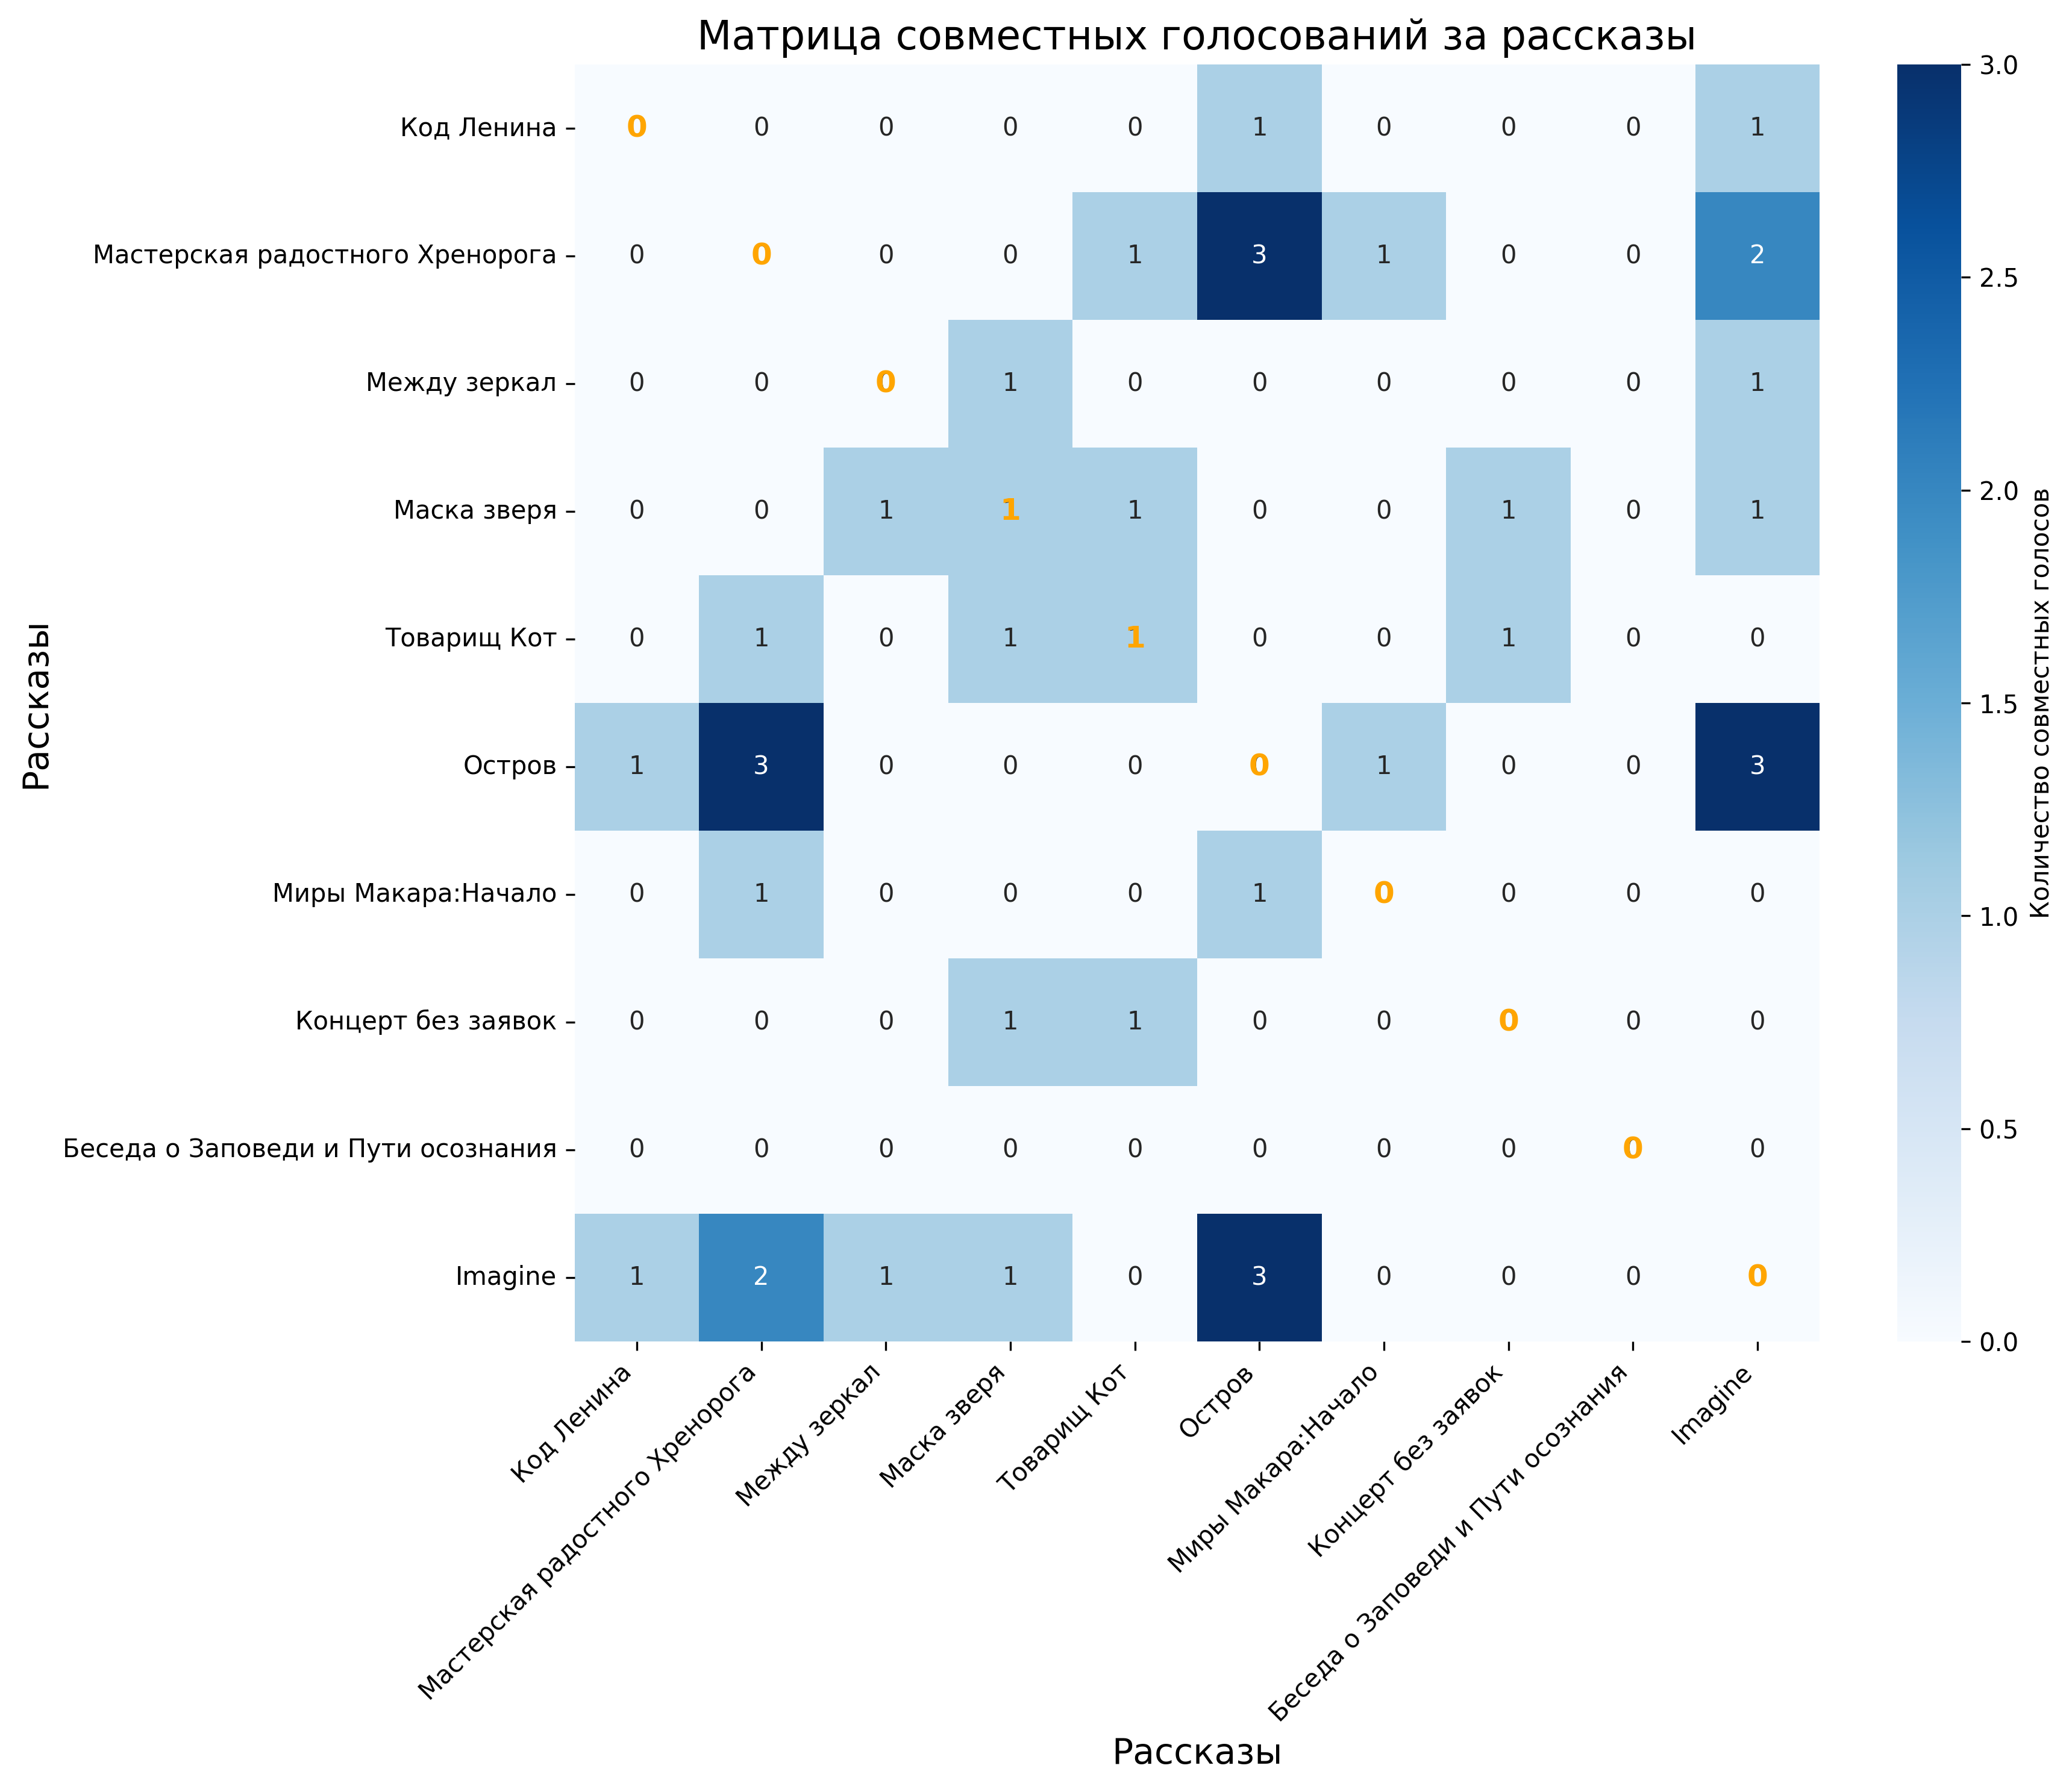 Матрица совместных голосований за рассказы
Рассказы
Код Ленина 0 0 0 0 0 1 0 0 0 1
Мастерская радостного Хренорога 0 0 0 0 1 3 1 0 0 2
Между зеркал 0 0 0 1 0 0 0 0 0 1
Маска зверя 0 0 1 1 1 0 0 1 0 1
Товарищ Кот 0 1 0 1 1 0 0 1 0 0
Остров 1 3 0 0 0 0 1 0 0 3
Миры Макара:Начало 0 1 0 0 0 1 0 0 0 0
Концерт без заявок 0 0 0 1 1 0 0 0 0 0
Беседа о Заповеди и Пути осознания 0 0 0 0 0 0 0 0 0 0
Imagine 1 2 1 1 0 3 0 0 0 0
Код Ленина
Мастерская радостного Хренорога
Между зеркал
Маска зверя
Товарищ Кот
Остров
Миры Макара:Начало
Концерт без заявок
Беседа о Заповеди и Пути осознания
Imagine
Рассказы
3.0
2.5
2.0
1.5
1.0
0.5
0.0
Количество совместных голосов